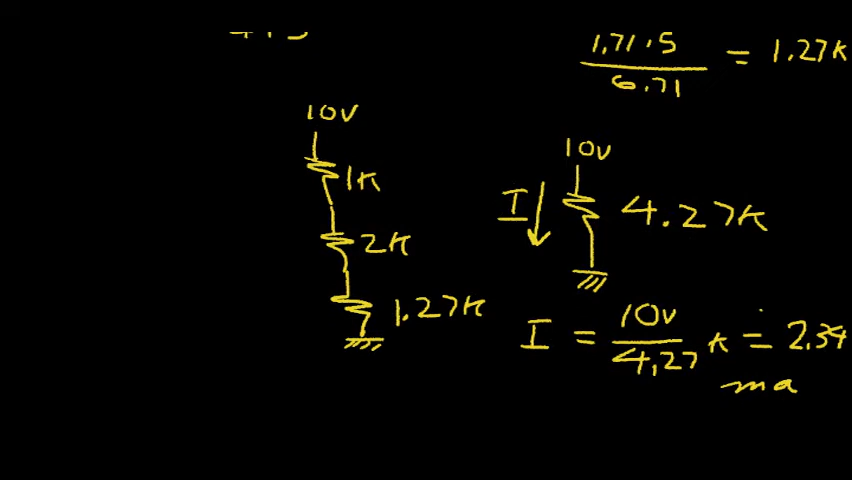 1.71.5
6.71
= 1.27K
10V
1K
2K
1.27K
10V
I
4.27K
I = 10V
4.27 K ≐ 2.34
ma